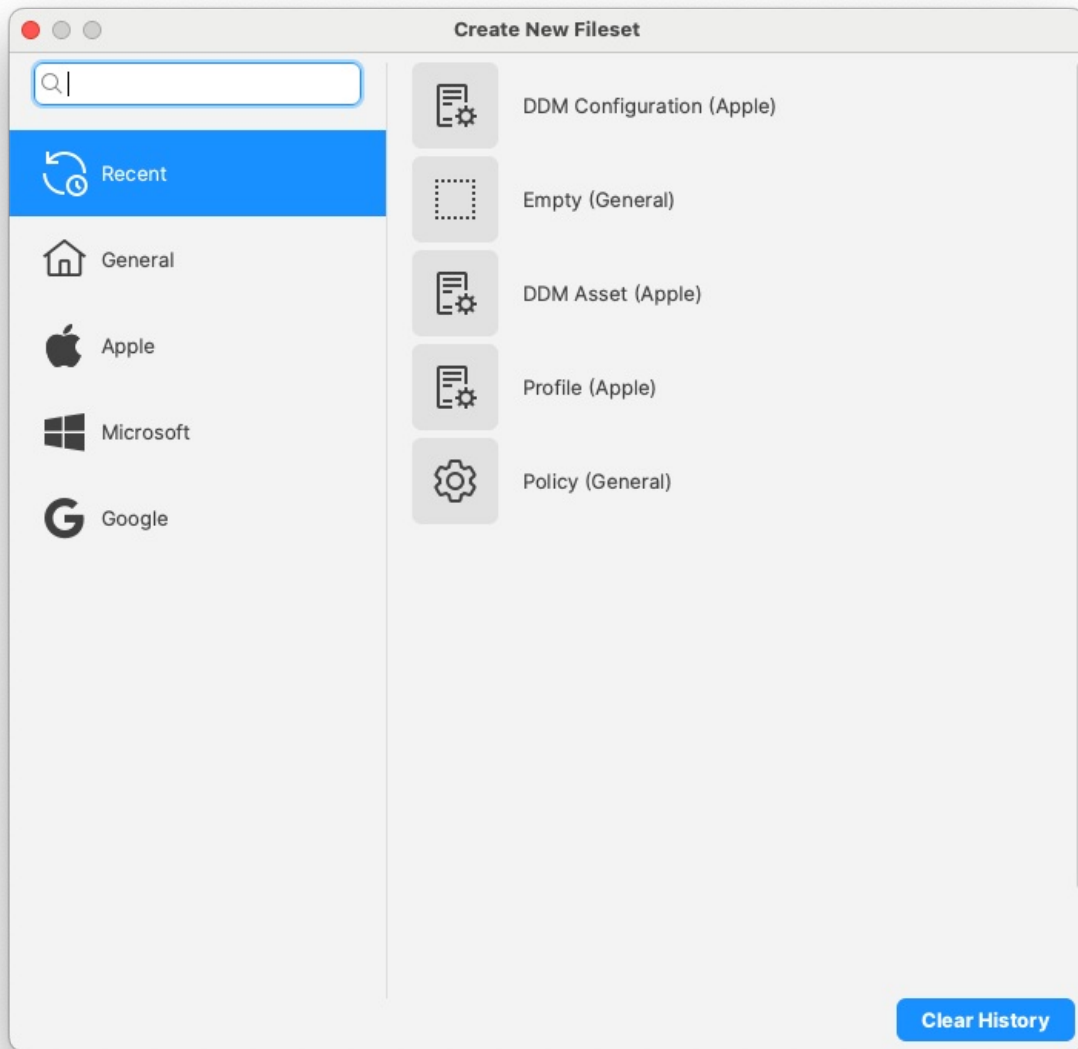 Create New Fileset
Recent
General
Apple
Microsoft
Google
DDM Configuration (Apple)
Empty (General)
DDM Asset (Apple)
Profile (Apple)
Policy (General)
Clear History